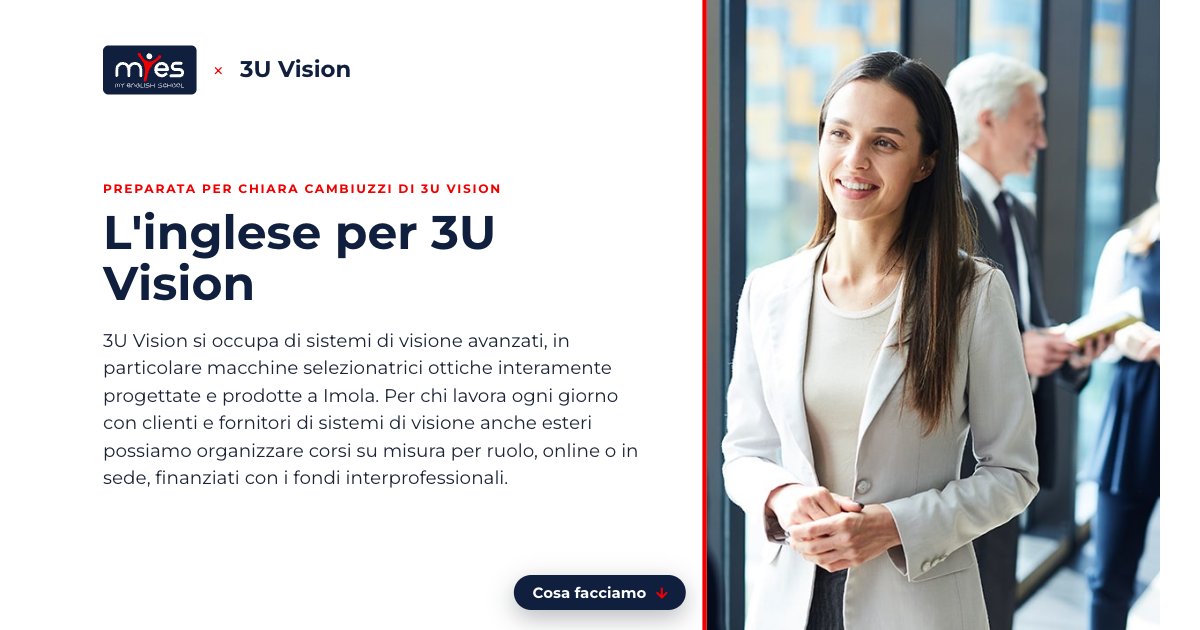 myes
MY ENGLISH SCHOOL
× 3U Vision
PREPARATA PER CHIARA CAMBIUZZI DI 3U VISION
L'inglese per 3U
Vision
3U Vision si occupa di sistemi di visione avanzati, in
particolare macchine selezionatrici ottiche interamente
progettate e prodotte a Imola. Per chi lavora ogni giorno
con clienti e fornitori di sistemi di visione anche esteri
possiamo organizzare corsi su misura per ruolo, online o in
sede, finanziati con i fondi interprofessionali.
Cosa facciamo ↓